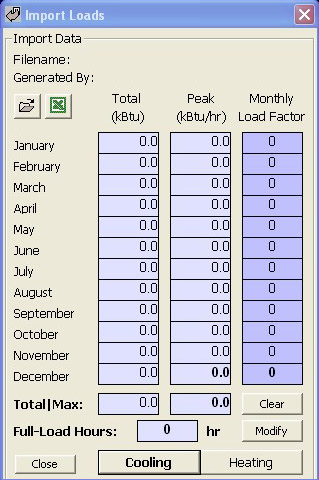 Import Loads
Import Data
Filename:
Generated By:
Total Peak Monthly
(kBtu) (kBtu/hr) Load Factor
January 0.0 0.0 0
February 0.0 0.0 0
March 0.0 0.0 0
April 0.0 0.0 0
May 0.0 0.0 0
June 0.0 0.0 0
July 0.0 0.0 0
August 0.0 0.0 0
September 0.0 0.0 0
October 0.0 0.0 0
November 0.0 0.0 0
December 0.0 0.0 0
Total|Max: 0.0 0.0 Clear
Full-Load Hours: 0 hr Modify
Close Cooling Heating